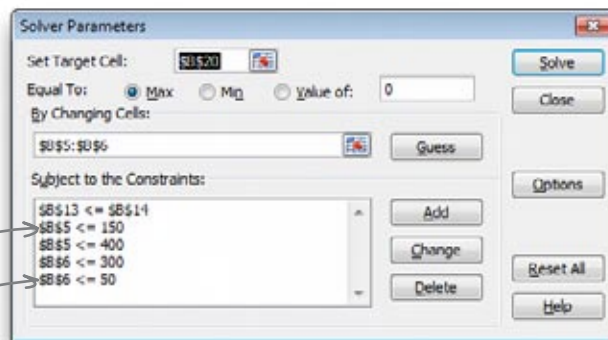 Solver Parameters
Set Target Cell: $B$20
Solve
Equal To: Max Min Value of: 0
Close
By Changing Cells:
$B$5:$B$6
Guess
Subject to the Constraints:
Options
$B$13 <= $B$14
$B$5 <= 150
$B$5 <= 400
$B$6 <= 300
$B$6 <= 50
Add
Change
Delete
Reset All
Help